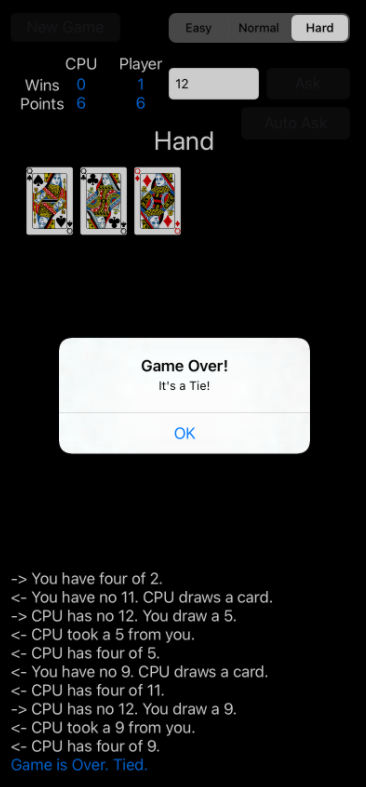 New Game
Easy Normal Hard
CPU Player
Wins 0 1
Points 6 6
12
Ask
Auto Ask
Hand
Game Over!
It's a Tie!
OK
-> You have four of 2.
<- You have no 11. CPU draws a card.
-> CPU has no 12. You draw a 5.
<- CPU took a 5 from you.
<- CPU has four of 5.
<- You have no 9. CPU draws a card.
<- CPU has four of 11.
-> CPU has no 12. You draw a 9.
<- CPU took a 9 from you.
<- CPU has four of 9.
Game is Over. Tied.